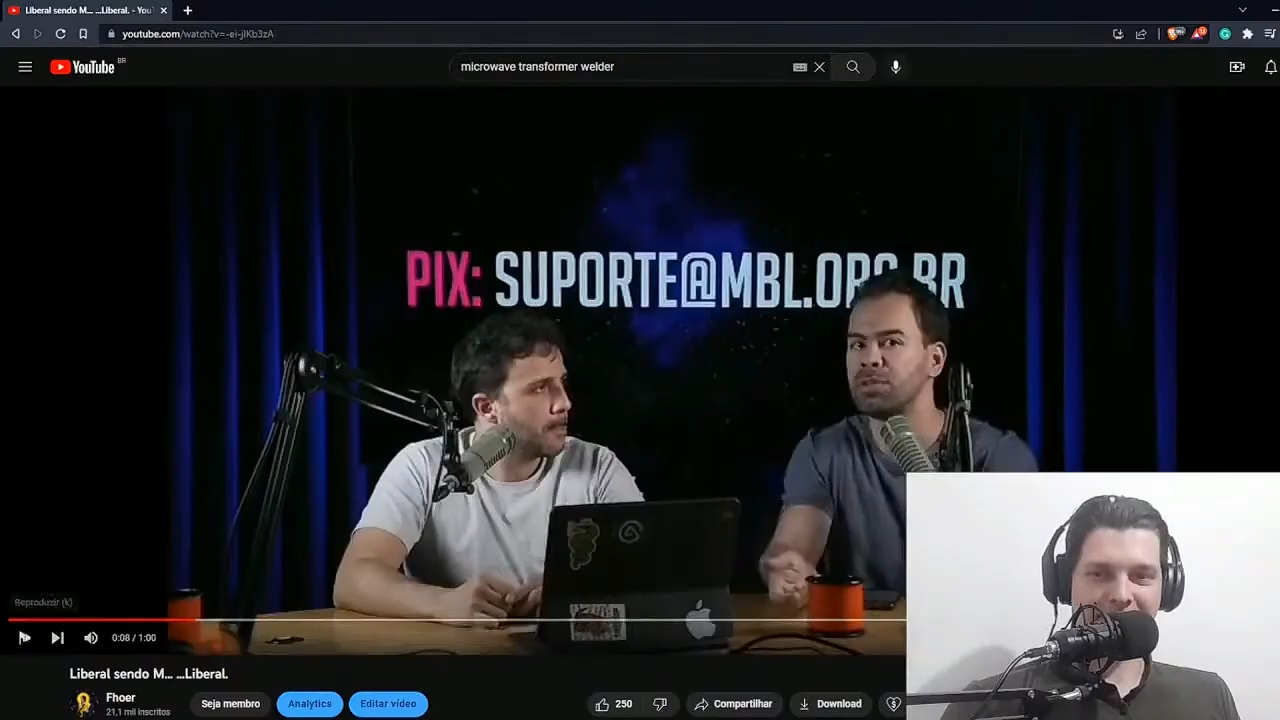 Liberal sendo M... ...Liberal. - You
youtube.com/watch?v=-ei-jIKb3zA
YouTube BR
microwave transformer welder
PIX: SUPORTE@MBL.ORG.BR
Reproduzir (k)
0:08 / 1:00
Liberal sendo M... ...Liberal.
Fhoer
21,1 mil inscritos
Seja membro
Analytics
Editar vídeo
250
Compartilhar
Download